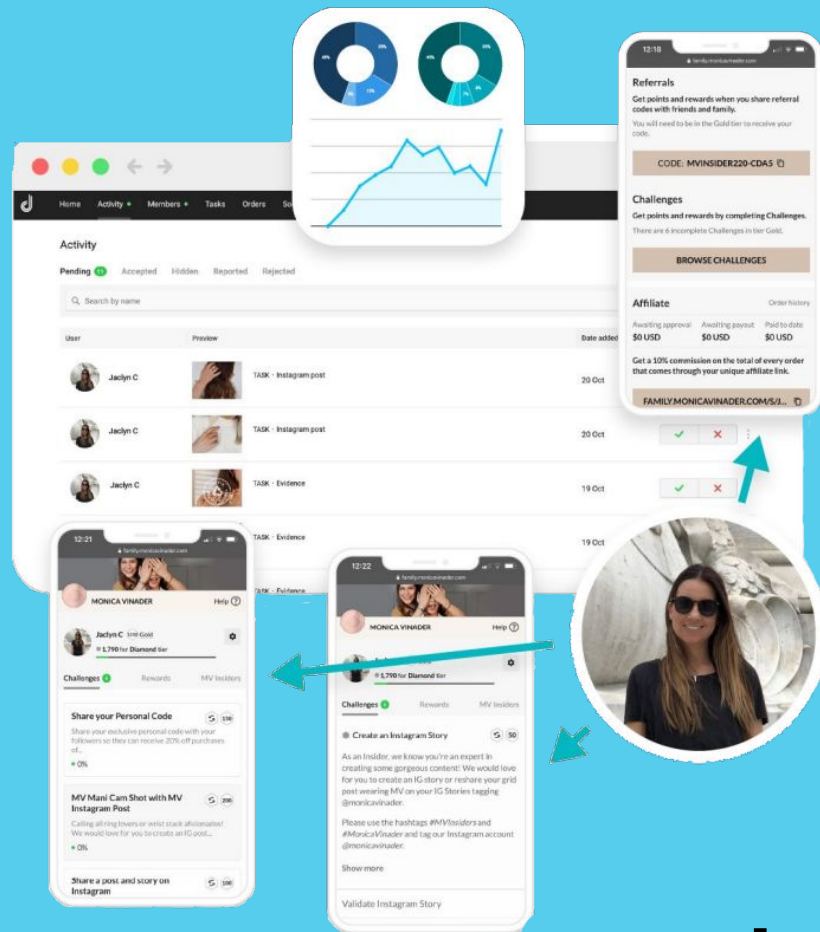 12:18
family.monicavinader.com
Referrals
Get points and rewards when you share referral
codes with friends and family.
You will need to be in the Gold tier to receive your
code.
CODE: MVINSIDER220-CDA5
Challenges
Get points and rewards by completing Challenges.
There are 6 incomplete Challenges in tier Gold.
BROWSE CHALLENGES
Affiliate Order history
Awaiting approval Awaiting payout Paid to date
$0 USD $0 USD $0 USD
Get a 10% commission on the total of every order
that comes through your unique affiliate link.
FAMILY.MONICAVINADER.COM/S/J...
Home Activity Members Tasks Orders
Activity
Pending 11 Accepted Hidden Reported Rejected
Search by name
User Preview Date added
Jaclyn C TASK - Instagram post 20 Oct
Jaclyn C TASK - Instagram post 20 Oct
Jaclyn C TASK - Evidence 19 Oct
TASK - Evidence 19 Oct
TASK - Evidence
12:21
family.monicavinader.com
MONICA VINADER Help ?
Jaclyn C Gold
1,790 for Diamond tier
Challenges Rewards MV Insiders
Share your Personal Code 150
Share your exclusive personal code with your
followers so they can receive 20% off purchases
of...
0%
MV Mani Cam Shot with MV
Instagram Post 200
Calling all ring lovers or wrist stack aficionados!
We would love for you to create an IG post...
0%
Share a post and story on
Instagram 100
12:22
family.monicavinader.com
MONICA VINADER Help ?
1,790 for Diamond tier
Challenges Rewards MV Insiders
Create an Instagram Story 50
As an Insider, we know you're an expert in
creating some gorgeous content! We would love
for you to create an IG story or reshare your grid
post wearing MV on your IG Stories tagging
@monicavinader.
Please use the hashtags #MVInsiders and
#MonicaVinader and tag our Instagram account
@monicavinader.
Show more
Validate Instagram Story